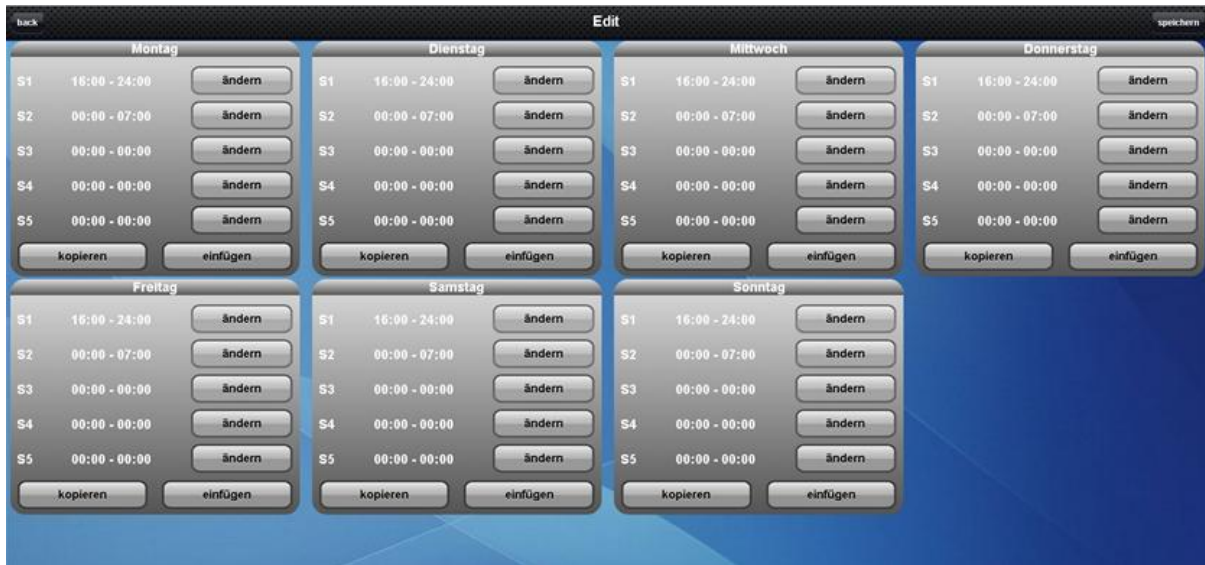 back Edit speichern
Montag
S1 16:00 - 24:00 ändern
S2 00:00 - 07:00 ändern
S3 00:00 - 00:00 ändern
S4 00:00 - 00:00 ändern
S5 00:00 - 00:00 ändern
kopieren einfügen
Dienstag
S1 16:00 - 24:00 ändern
S2 00:00 - 07:00 ändern
S3 00:00 - 00:00 ändern
S4 00:00 - 00:00 ändern
S5 00:00 - 00:00 ändern
kopieren einfügen
Mittwoch
S1 16:00 - 24:00 ändern
S2 00:00 - 07:00 ändern
S3 00:00 - 00:00 ändern
S4 00:00 - 00:00 ändern
S5 00:00 - 00:00 ändern
kopieren einfügen
Donnerstag
S1 16:00 - 24:00 ändern
S2 00:00 - 07:00 ändern
S3 00:00 - 00:00 ändern
S4 00:00 - 00:00 ändern
S5 00:00 - 00:00 ändern
kopieren einfügen
Freitag
S1 16:00 - 24:00 ändern
S2 00:00 - 07:00 ändern
S3 00:00 - 00:00 ändern
S4 00:00 - 00:00 ändern
S5 00:00 - 00:00 ändern
kopieren einfügen
Samstag
S1 16:00 - 24:00 ändern
S2 00:00 - 07:00 ändern
S3 00:00 - 00:00 ändern
S4 00:00 - 00:00 ändern
S5 00:00 - 00:00 ändern
kopieren einfügen
Sonntag
S1 16:00 - 24:00 ändern
S2 00:00 - 07:00 ändern
S3 00:00 - 00:00 ändern
S4 00:00 - 00:00 ändern
S5 00:00 - 00:00 ändern
kopieren einfügen